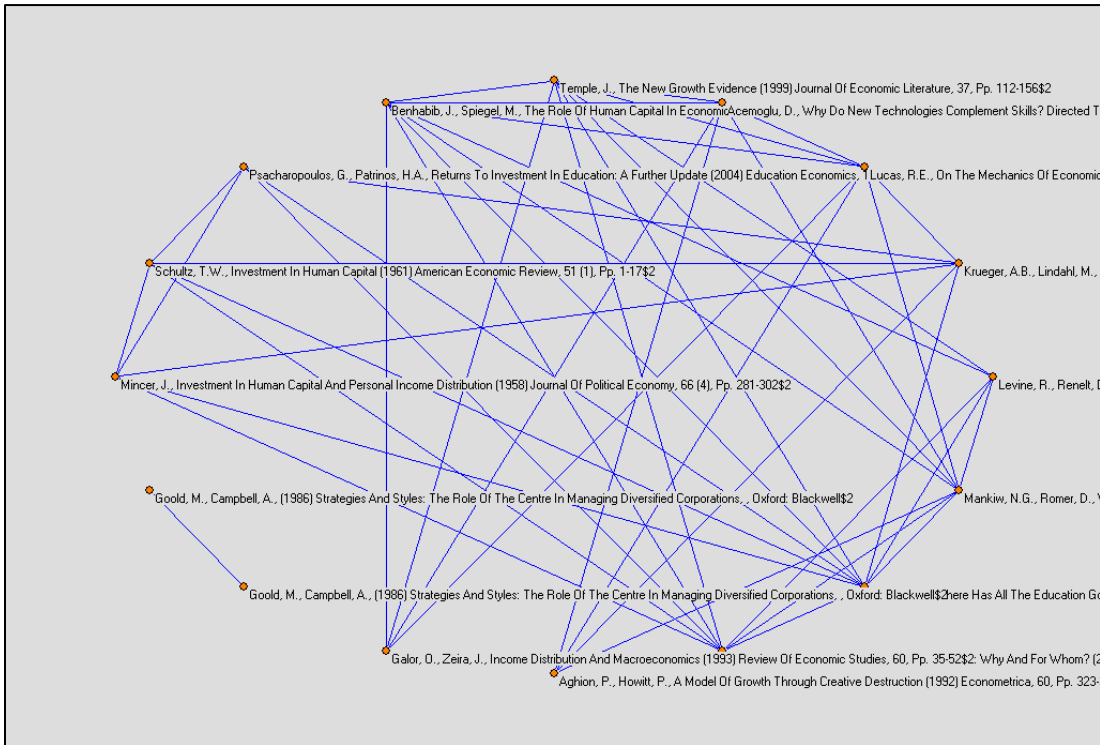 Temple, J., The New Growth Evidence (1999) Journal Of Economic Literature, 37, Pp. 112-156$2
Benhabib, J., Spiegel, M., The Role Of Human Capital In Economic
Acemoglu, D., Why Do New Technologies Complement Skills? Directed T
Psacharopoulos, G., Patrinos, H.A., Returns To Investment In Education: A Further Update (2004) Education Economics, 1
Lucas, R.E., On The Mechanics Of Economic
Schultz, T.W., Investment In Human Capital (1961) American Economic Review, 51 (1), Pp. 1-17$2
Krueger, A.B., Lindahl, M.,
Mincer, J., Investment In Human Capital And Personal Income Distribution (1958) Journal Of Political Economy, 66 (4), Pp. 281-302$2
Levine, R., Renelt, D
Goold, M., Campbell, A., (1986) Strategies And Styles: The Role Of The Centre In Managing Diversified Corporations, , Oxford: Blackwell$2
Mankiw, N.G., Romer, D., 
Goold, M., Campbell, A., (1986) Strategies And Styles: The Role Of The Centre In Managing Diversified Corporations, , Oxford: Blackwell$2
here Has All The Education Go
Galor, O., Zeira, J., Income Distribution And Macroeconomics (1993) Review Of Economic Studies, 60, Pp. 35-52$2
: Why And For Whom? (2
Aghion, P., Howitt, P., A Model Of Growth Through Creative Destruction (1992) Econometrica, 60, Pp. 323-